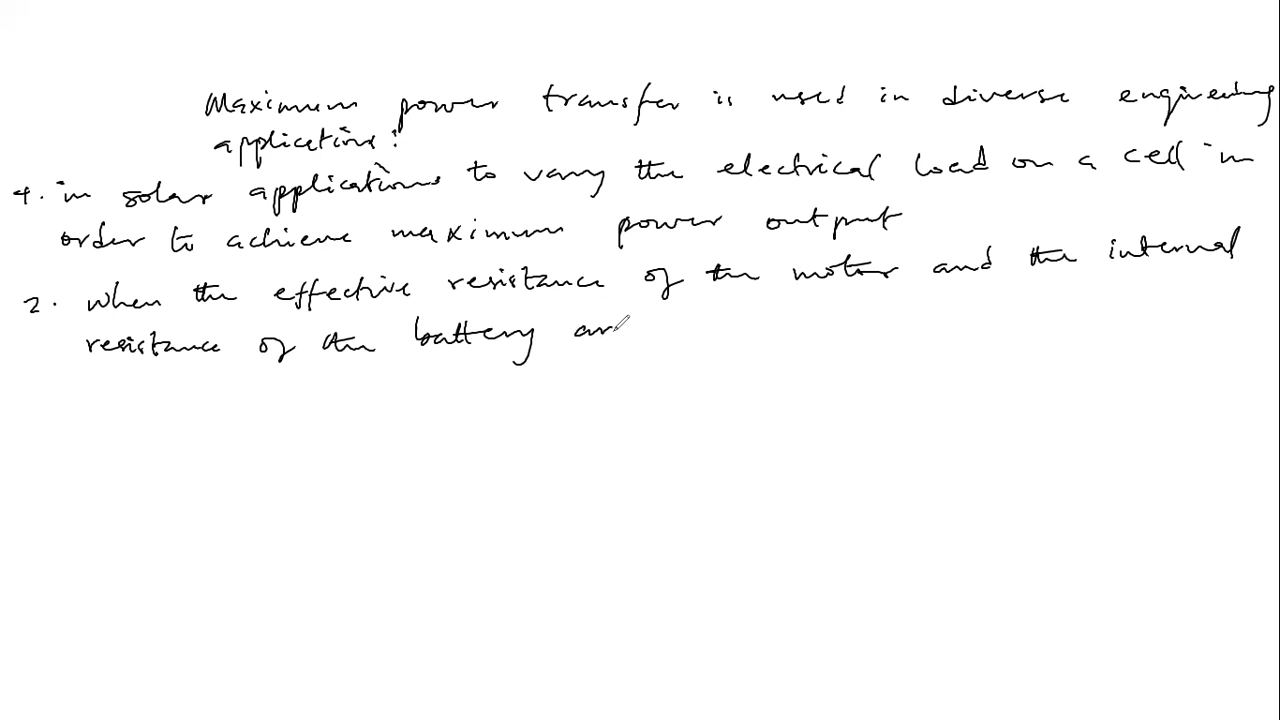 Maximum power transfer is used in diverse engineering
applications:
1. in solar applications to vary the electrical load on a cell in
order to achieve maximum power output
2. when the effective resistance of the motor and the internal
resistance of the battery are